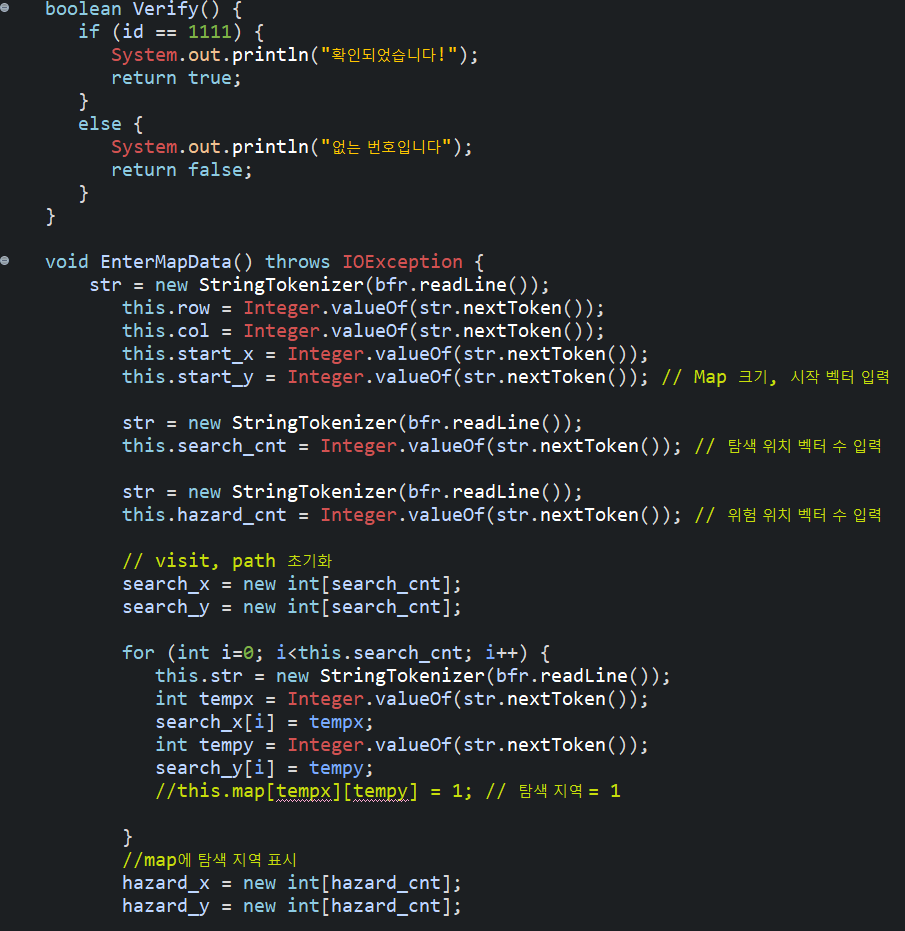 boolean Verify() {
if (id == 1111) {
System.out.println("확인되었습니다!");
return true;
}
else {
System.out.println("없는 번호입니다");
return false;
}
}
void EnterMapData() throws IOException {
str = new StringTokenizer(bfr.readLine());
this.row = Integer.valueOf(str.nextToken());
this.col = Integer.valueOf(str.nextToken());
this.start_x = Integer.valueOf(str.nextToken());
this.start_y = Integer.valueOf(str.nextToken()); // Map 크기, 시작 벡터 입력
str = new StringTokenizer(bfr.readLine());
this.search_cnt = Integer.valueOf(str.nextToken()); // 탐색 위치 벡터 수 입력
str = new StringTokenizer(bfr.readLine());
this.hazard_cnt = Integer.valueOf(str.nextToken()); // 위험 위치 벡터 수 입력
// visit, path 초기화
search_x = new int[search_cnt];
search_y = new int[search_cnt];
for (int i=0; i<this.search_cnt; i++) {
this.str = new StringTokenizer(bfr.readLine());
int tempx = Integer.valueOf(str.nextToken());
search_x[i] = tempx;
int tempy = Integer.valueOf(str.nextToken());
search_y[i] = tempy;
//this.map[tempx][tempy] = 1; // 탐색 지역 = 1
}
//map에 탐색 지역 표시
hazard_x = new int[hazard_cnt];
hazard_y = new int[hazard_cnt];